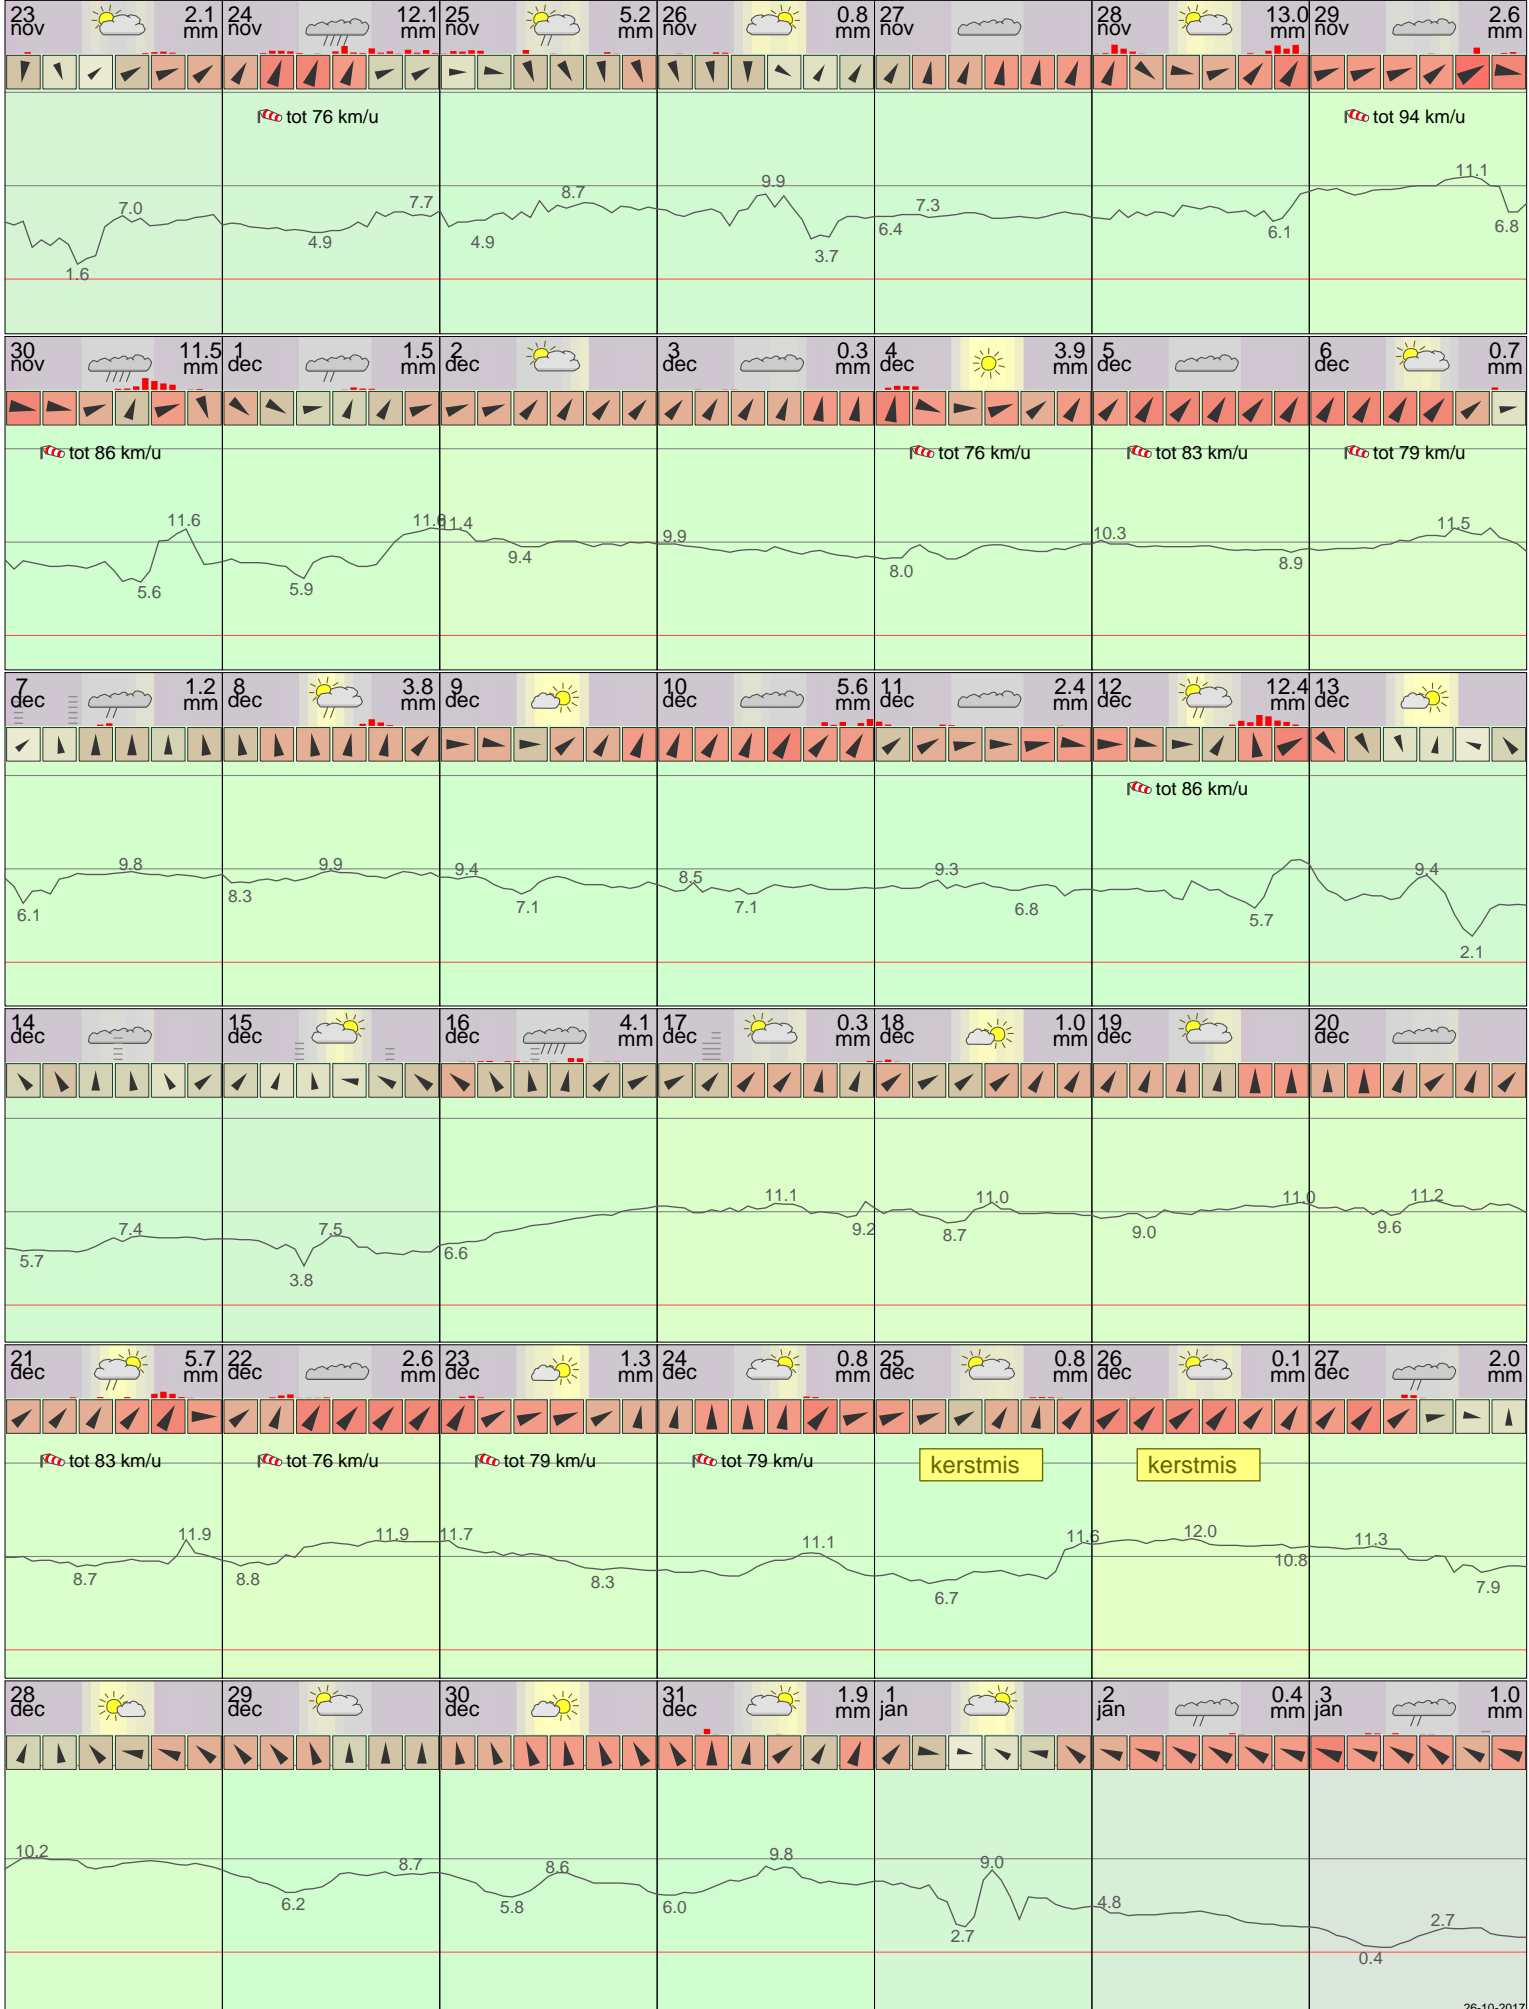 23 nov 2.1 mm 24 nov 12.1 mm 25 nov 5.2 mm 26 nov 0.8 mm 27 nov 28 nov 13.0 mm 29 nov 2.6 mm
tot 76 km/u tot 94 km/u
1.6 7.0 4.9 7.7 4.9 8.7 9.9 3.7 6.4 7.3 6.1 11.1 6.8
30 nov 11.5 mm 1 dec 1.5 mm 2 dec 3 dec 0.3 mm 4 dec 3.9 mm 5 dec 6 dec 0.7 mm
tot 86 km/u tot 76 km/u tot 83 km/u tot 79 km/u
5.6 11.6 5.9 11.6 11.4 9.4 9.9 8.0 10.3 8.9 11.5
7 dec 1.2 mm 8 dec 3.8 mm 9 dec 10 dec 5.6 mm 11 dec 2.4 mm 12 dec 12.4 mm 13 dec
tot 86 km/u
6.1 9.8 8.3 9.9 9.4 7.1 8.5 7.1 9.3 6.8 5.7 9.4 2.1
14 dec 15 dec 16 dec 4.1 mm 17 dec 0.3 mm 18 dec 1.0 mm 19 dec 20 dec
5.7 7.4 3.8 7.5 6.6 11.1 9.2 8.7 11.0 9.0 11.0 9.6 11.2
21 dec 5.7 mm 22 dec 2.6 mm 23 dec 1.3 mm 24 dec 0.8 mm 25 dec 0.8 mm 26 dec 0.1 mm 27 dec 2.0 mm
tot 83 km/u tot 76 km/u tot 79 km/u tot 79 km/u kerstmis kerstmis
8.7 11.9 8.8 11.9 11.7 8.3 11.1 6.7 11.6 12.0 10.8 11.3 7.9
28 dec 29 dec 30 dec 31 dec 1.9 mm 1 jan 2 jan 0.4 mm 3 jan 1.0 mm
10.2 6.2 8.7 5.8 8.6 6.0 9.8 2.7 9.0 4.8 0.4 2.7
26-10-2017